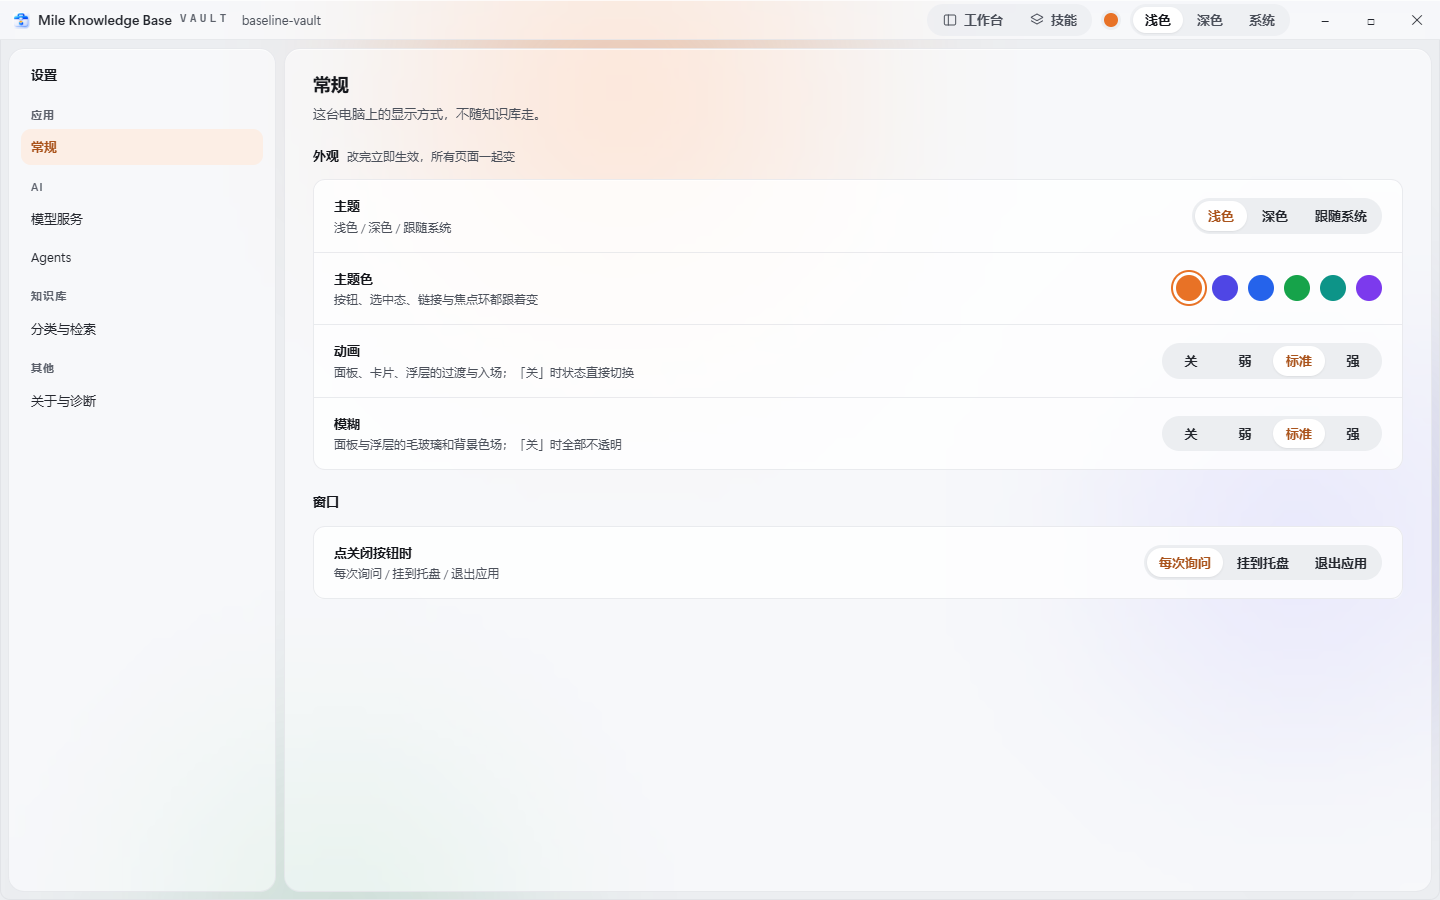 Mile Knowledge Base VAULT baseline-vault
工作台 技能 浅色 深色 系统
设置
应用
常规
AI
模型服务
Agents
知识库
分类与检索
其他
关于与诊断
常规
这台电脑上的显示方式，不随知识库走。
外观 改完立即生效，所有页面一起变
主题
浅色 / 深色 / 跟随系统
浅色 深色 跟随系统
主题色
按钮、选中态、链接与焦点环都跟着变
动画
面板、卡片、浮层的过渡与入场；「关」时状态直接切换
关 弱 标准 强
模糊
面板与浮层的毛玻璃和背景色场；「关」时全部不透明
关 弱 标准 强
窗口
点关闭按钮时
每次询问 / 挂到托盘 / 退出应用
每次询问 挂到托盘 退出应用